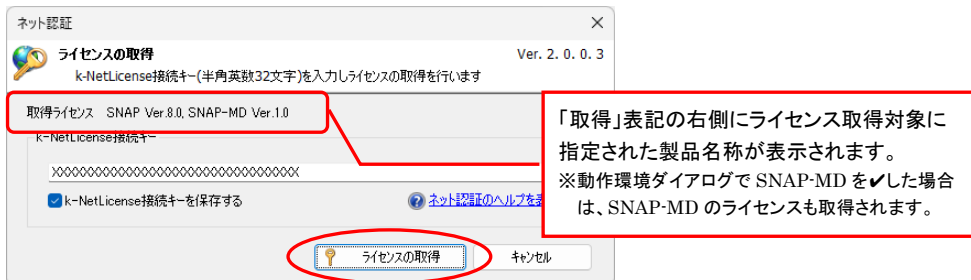 ネット認証
ライセンスの取得
Ver. 2. 0. 0. 3
k-NetLicense接続キー(半角英数32文字)を入力しライセンスの取得を行います
取得ライセンス SNAP Ver.8.0, SNAP-MD Ver.1.0
k-NetLicense接続キー
XXXXXXXXXXXXXXXXXXXXXXXXXXXXXXXX
k-NetLicense接続キーを保存する
ネット認証のヘルプを表
ライセンスの取得
キャンセル
「取得」表記の右側にライセンス取得対象に
指定された製品名称が表示されます。
※動作環境ダイアログで SNAP-MD を✔した場合
は、SNAP-MD のライセンスも取得されます。